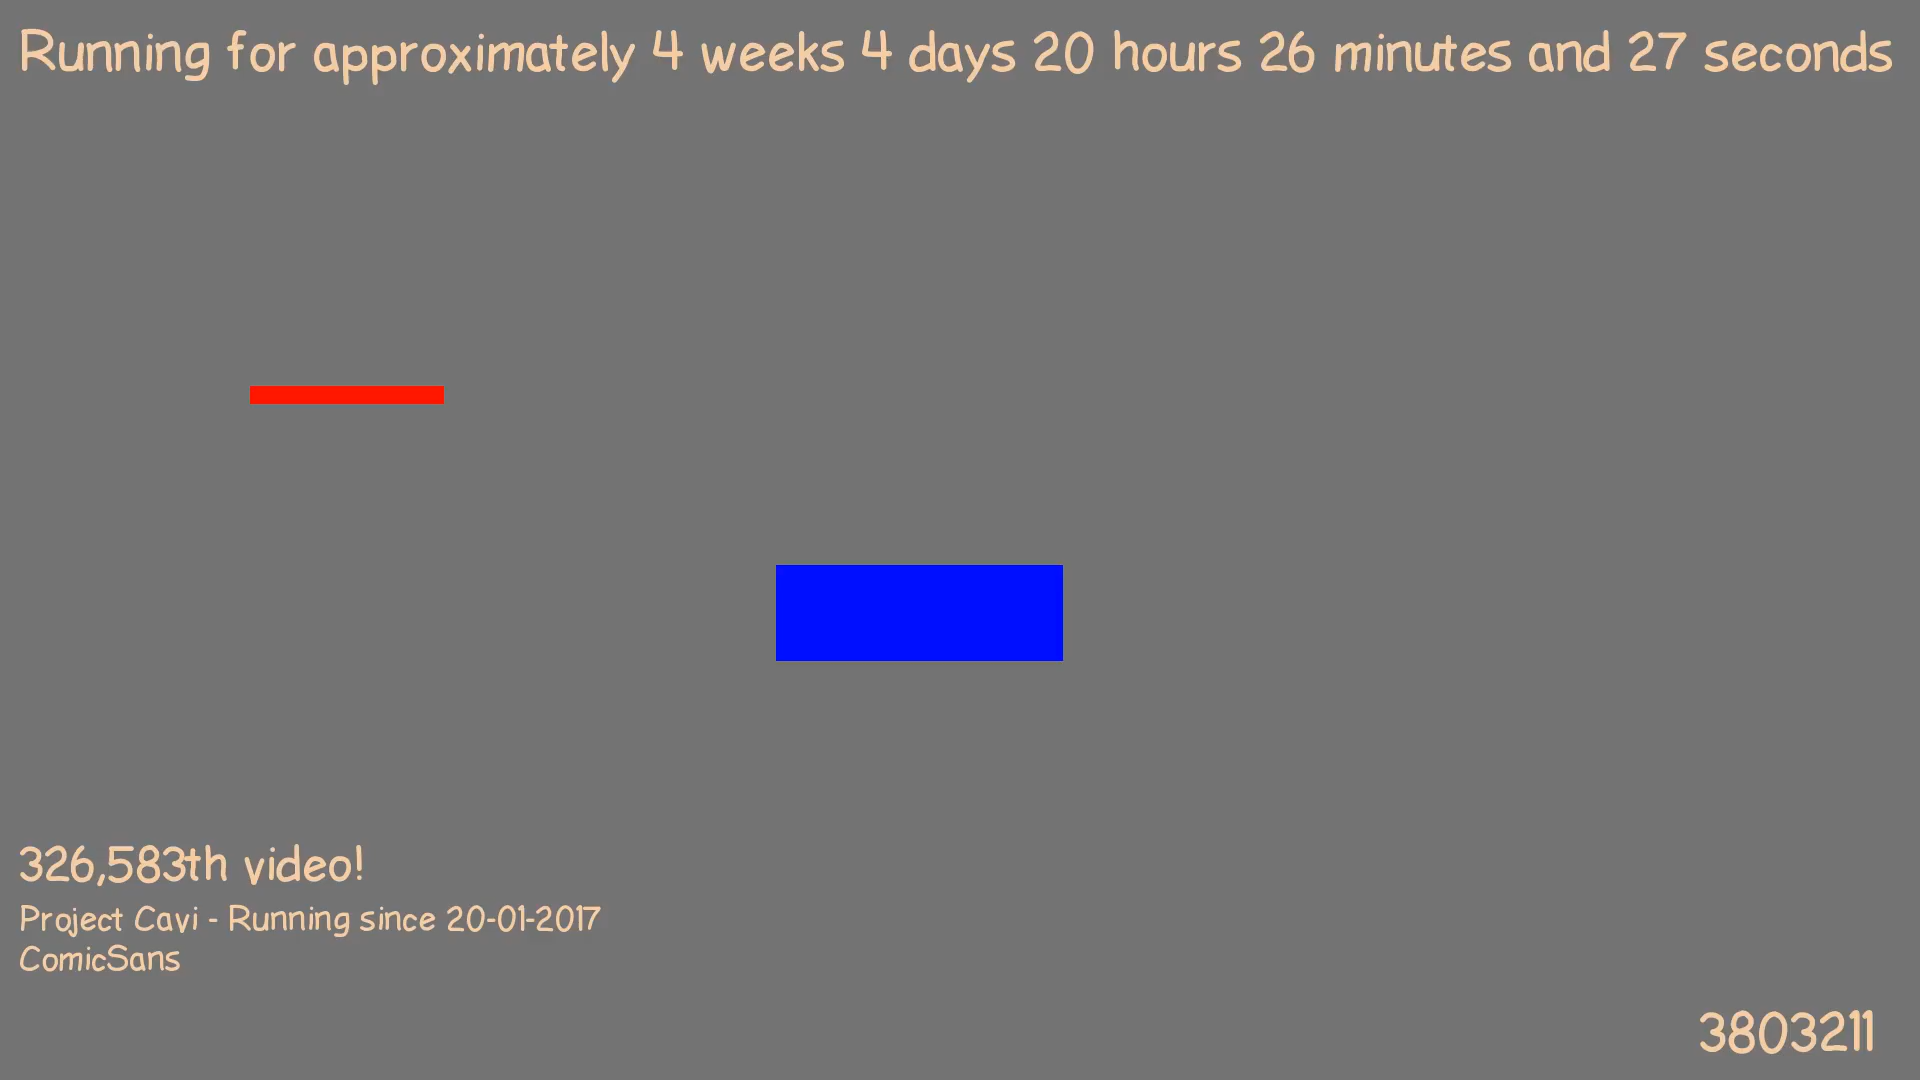 Running for approximately 4 weeks 4 days 20 hours 26 minutes and 27 seconds
326,583th video!
Project Cavi - Running since 20-01-2017
ComicSans
3803211